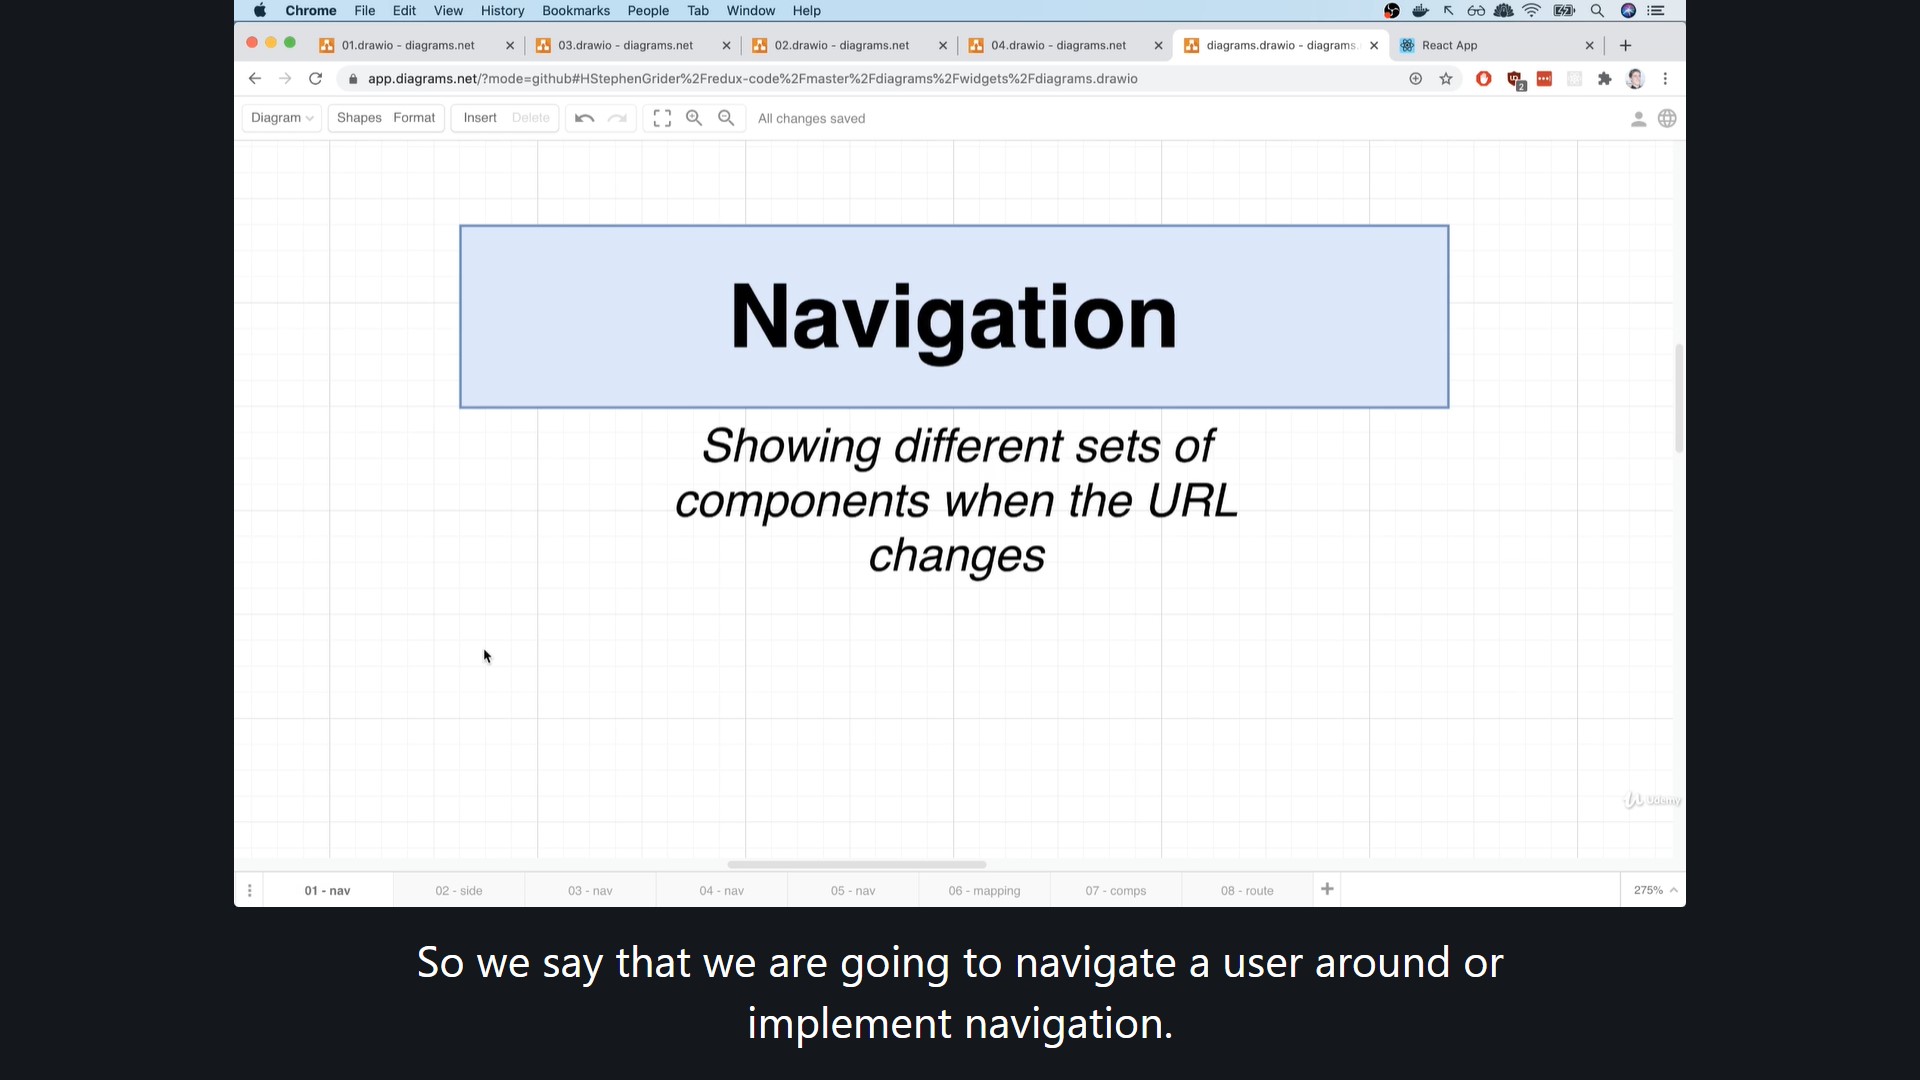 Chrome File Edit View History Bookmarks People Tab Window Help
01.drawio - diagrams.net
03.drawio - diagrams.net
02.drawio - diagrams.net
04.drawio - diagrams.net
diagrams.drawio - diagrams.
React App
app.diagrams.net/?mode=github#HStephenGrider%2Fredux-code%2Fmaster%2Fdiagrams%2Fwidgets%2Fdiagrams.drawio
2
Diagram Shapes Format Insert Delete All changes saved
Navigation
Showing different sets of
components when the URL
changes
Udemy
01 - nav 02 - side 03 - nav 04 - nav 05 - nav 06 - mapping 07 - comps 08 - route 275%
So we say that we are going to navigate a user around or
implement navigation.